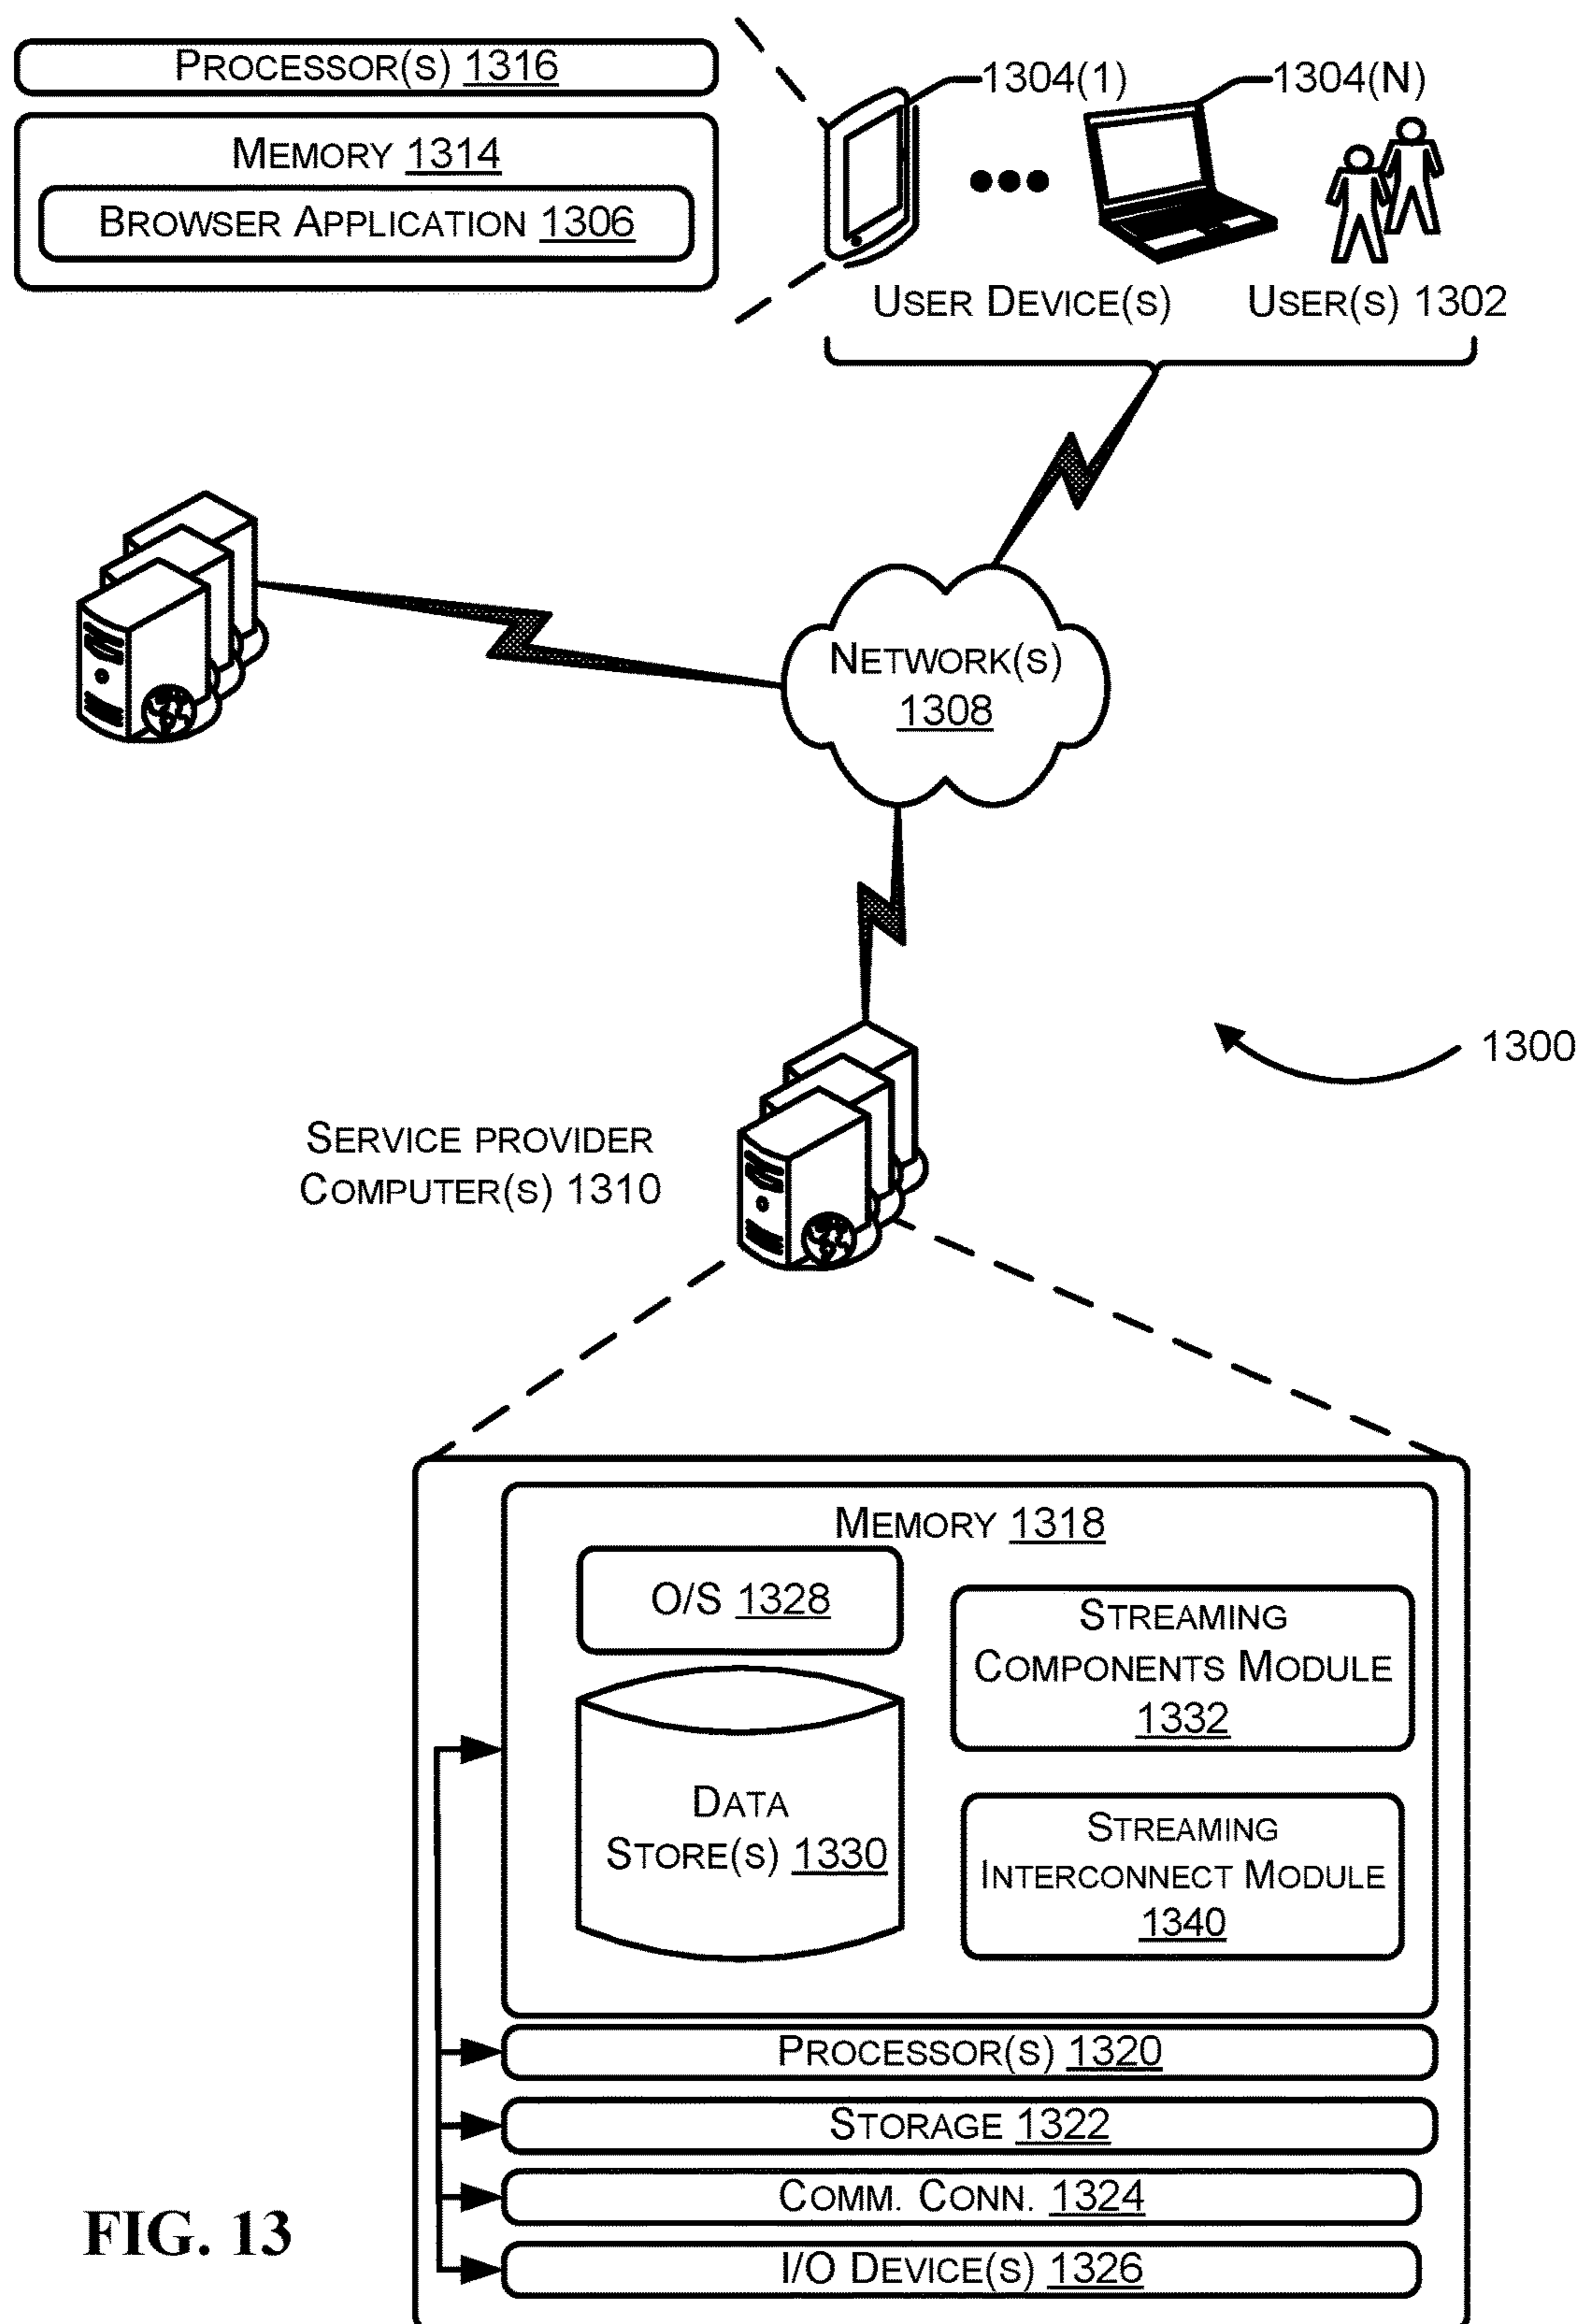 PROCESSOR(S) 1316
MEMORY 1314
BROWSER APPLICATION 1306
1304(1)
1304(N)
USER DEVICE(S)
USER(S) 1302
NETWORK(S)
1308
1300
SERVICE PROVIDER
COMPUTER(S) 1310
MEMORY 1318
O/S 1328
DATA
STORE(S) 1330
STREAMING
COMPONENTS MODULE
1332
STREAMING
INTERCONNECT MODULE
1340
PROCESSOR(S) 1320
STORAGE 1322
COMM. CONN. 1324
I/O DEVICE(S) 1326
FIG. 13